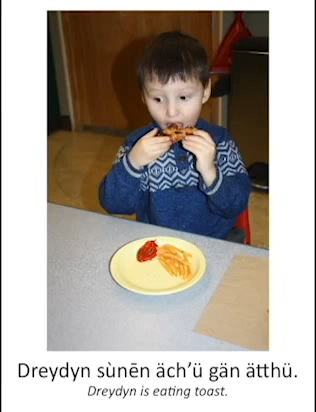 Dreydyn sùnēn äch'ü gän ätthü.
Dreydyn is eating toast.